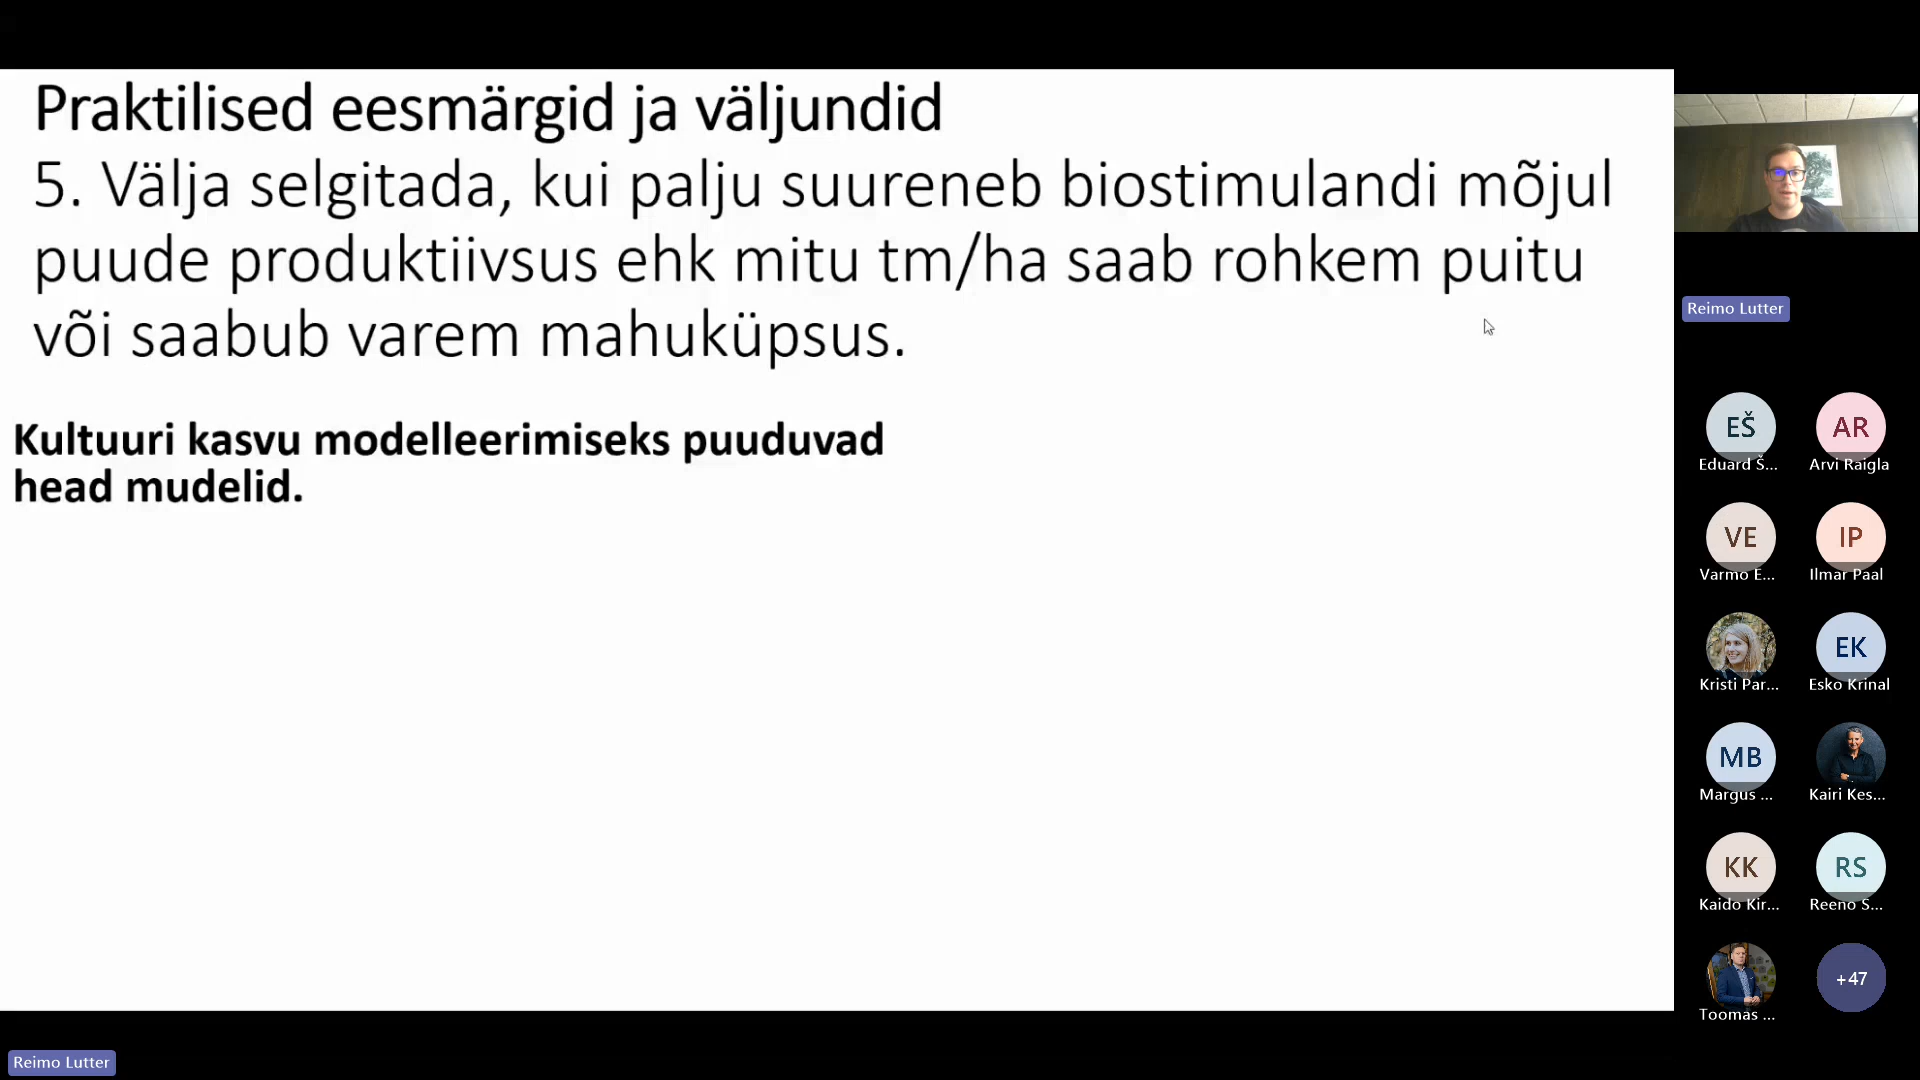 Praktilised eesmärgid ja väljundid
5. Välja selgitada, kui palju suureneb biostimulandi mõjul
puude produktiivsus ehk mitu tm/ha saab rohkem puitu
või saabub varem mahuküpsus.
Kultuuri kasvu modelleerimiseks puuduvad
head mudelid.
Reimo Lutter
EŠ
AR
Eduard Š...
Arvi Raigla
VE
IP
Varmo E...
Ilmar Paal
EK
Kristi Par...
Esko Krinal
MB
Margus ...
Kairi Kes...
KK
RS
Kaido Kir...
Reeno S...
+47
Toomas ...
Reimo Lutter